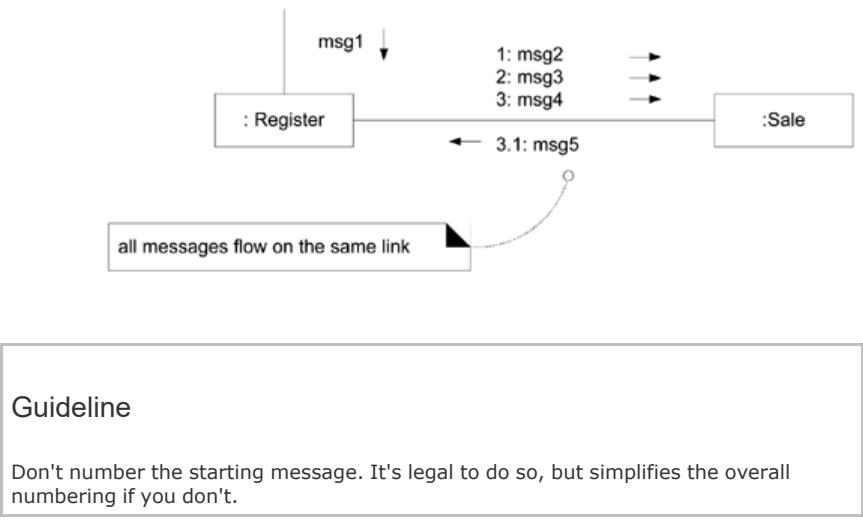 msg1
1: msg2
2: msg3
3: msg4
: Register
:Sale
3.1: msg5
all messages flow on the same link
Guideline
Don't number the starting message. It's legal to do so, but simplifies the overall
numbering if you don't.